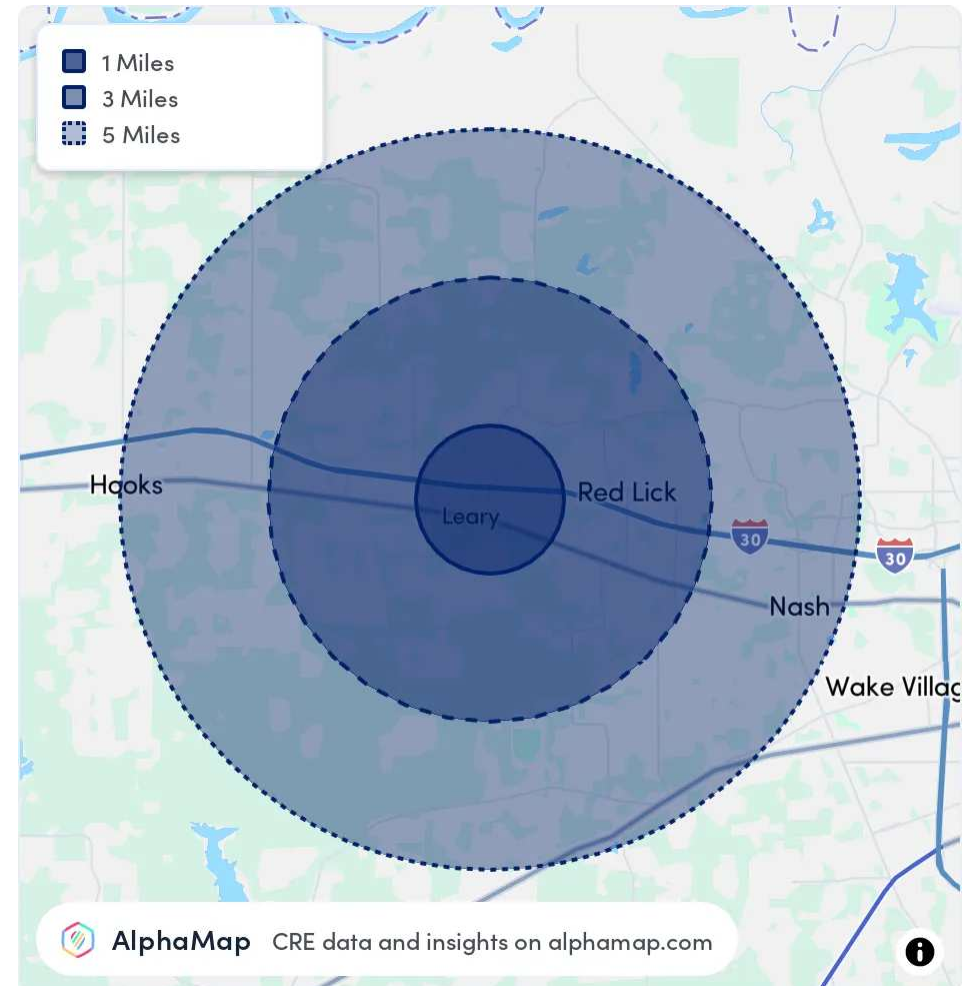 1 Miles
3 Miles
5 Miles
Hooks
Red Lick
Leary
30
30
Nash
Wake Villag
AlphaMap CRE data and insights on alphamap.com